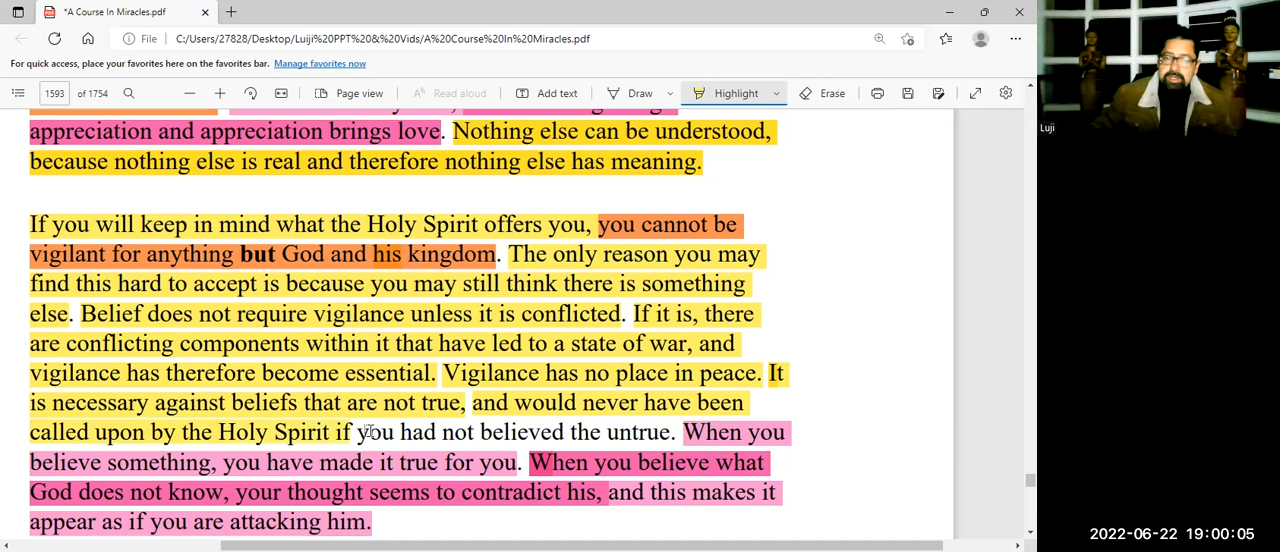 *A Course In Miracles.pdf
File C:/Users/27828/Desktop/Luiji%20PPT%20&%20Vids/A%20Course%20In%20Miracles.pdf
For quick access, place your favorites here on the favorites bar. Manage favorites now
1593 of 1754 Page view Read aloud Add text Draw Highlight Erase
appreciation and appreciation brings love. Nothing else can be understood,
because nothing else is real and therefore nothing else has meaning.
If you will keep in mind what the Holy Spirit offers you, you cannot be
vigilant for anything but God and his kingdom. The only reason you may
find this hard to accept is because you may still think there is something
else. Belief does not require vigilance unless it is conflicted. If it is, there
are conflicting components within it that have led to a state of war, and
vigilance has therefore become essential. Vigilance has no place in peace. It
is necessary against beliefs that are not true, and would never have been
called upon by the Holy Spirit if you had not believed the untrue. When you
believe something, you have made it true for you. When you believe what
God does not know, your thought seems to contradict his, and this makes it
appear as if you are attacking him.
Luji
2022-06-22 19:00:05